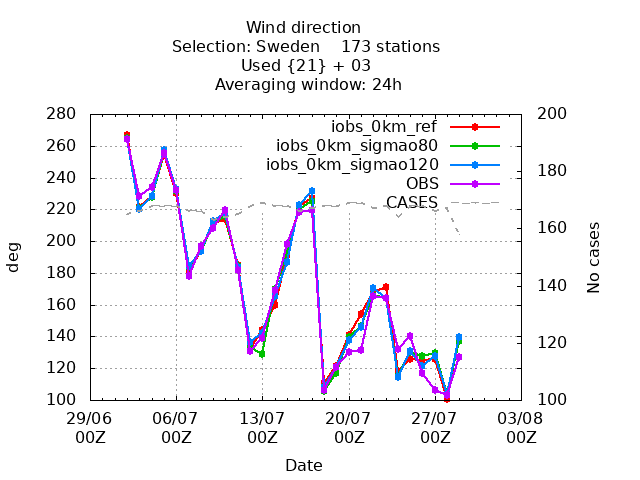 Wind direction
Selection: Sweden 173 stations
Used {21} + 03
Averaging window: 24h
280 200
iobs_0km_ref
260
iobs_0km_sigmao80
180
240
iobs_0km_sigmao120
OBS
220
CASES
160
200
deg
No cases
180
140
160
140
120
120
100 100
29/06 06/07 13/07 20/07 27/07 03/08
00Z 00Z 00Z 00Z 00Z 00Z
Date